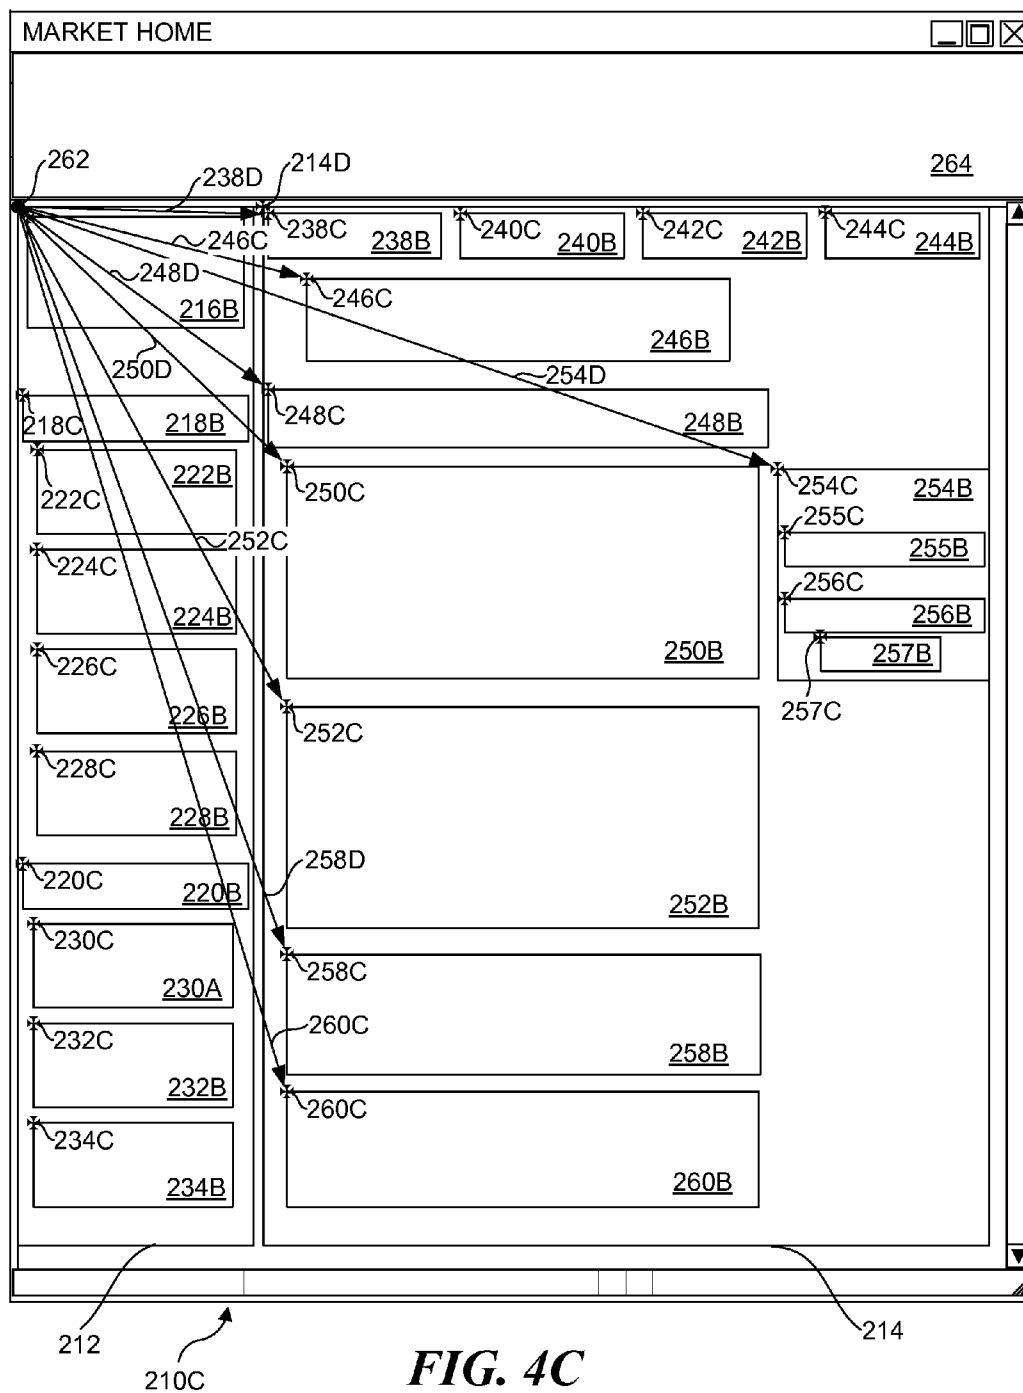 MARKET HOME
264
262
238D
214D
238C
238B
240C
240B
242C
242B
244C
244B
246C
248D
216B
246C
246B
250D
254D
218C
218B
248C
248B
222C
222B
250C
254C
254B
252C
255C
255B
224C
224B
256C
256B
250B
257B
226C
226B
257C
252C
228C
228B
258D
220C
220B
252B
230C
230A
258C
232C
260C
232B
258B
234C
260C
234B
260B
212
214
210C
FIG. 4C